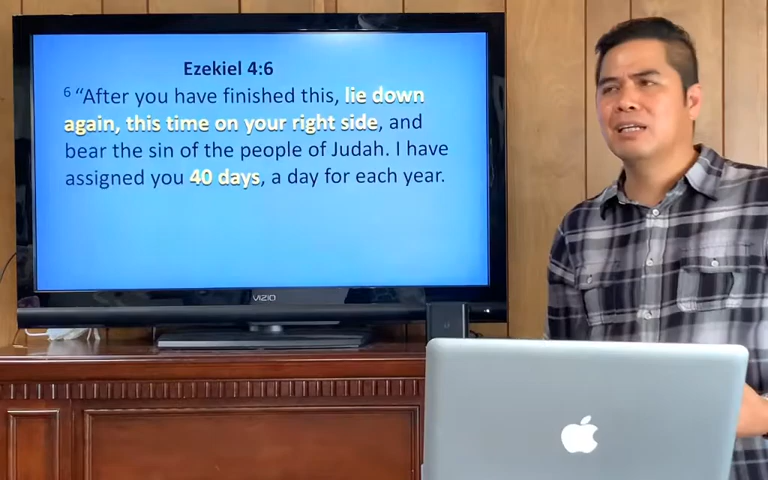 Ezekiel 4:6
6 “After you have finished this, lie down
again, this time on your right side, and
bear the sin of the people of Judah. I have
assigned you 40 days, a day for each year.
VIZIO